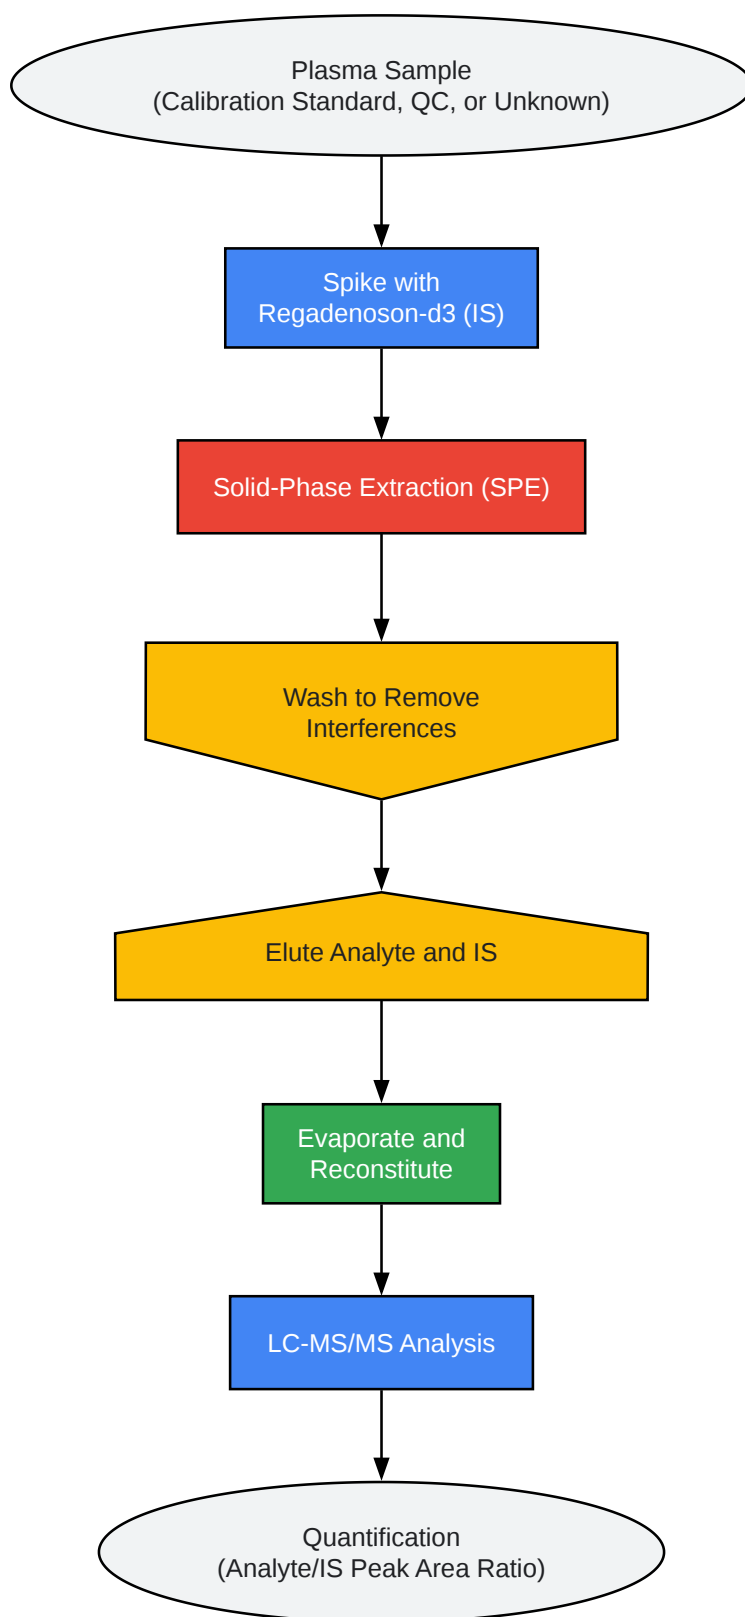 Plasma Sample
(Calibration Standard, QC, or Unknown)
Spike with
Regadenoson-d3 (IS)
Solid-Phase Extraction (SPE)
Wash to Remove
Interferences
Elute Analyte and IS
Evaporate and
Reconstitute
LC-MS/MS Analysis
Quantification
(Analyte/IS Peak Area Ratio)